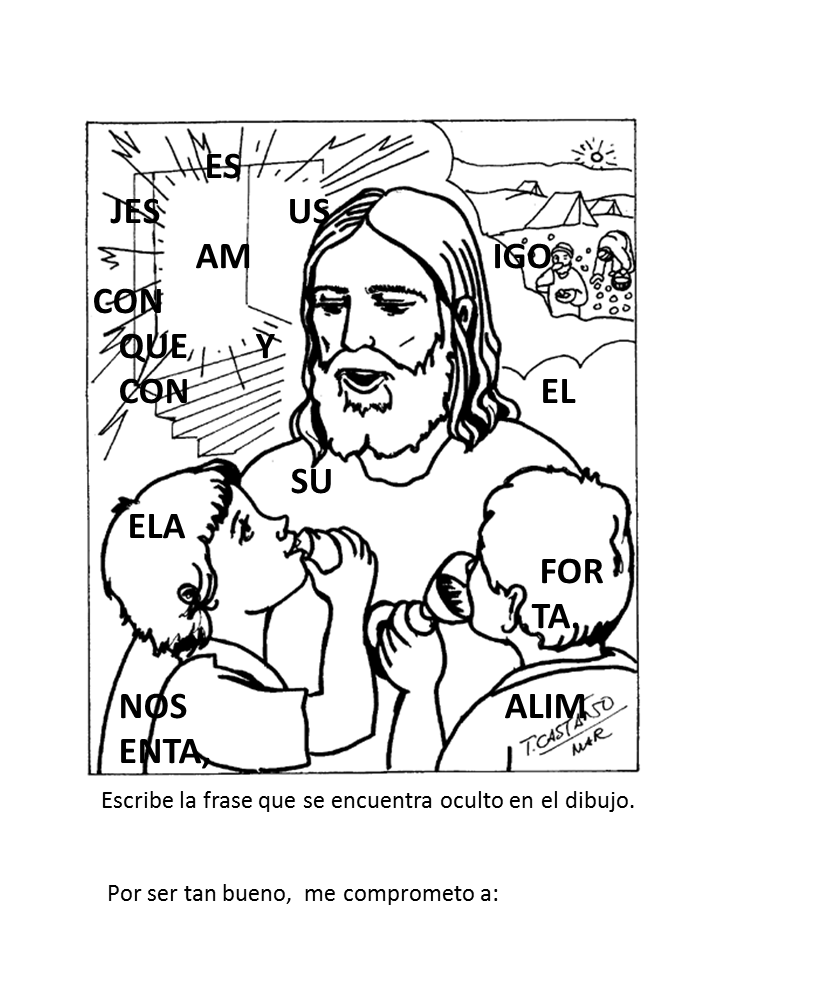 ES
JES US
AM IGO
CON
QUE Y
CON EL
SU
ELA
FOR
TA,
NOS ALIM
ENTA,
T. CASTAÑSO
MAR
Escribe la frase que se encuentra oculto en el dibujo.
Por ser tan bueno, me comprometo a: